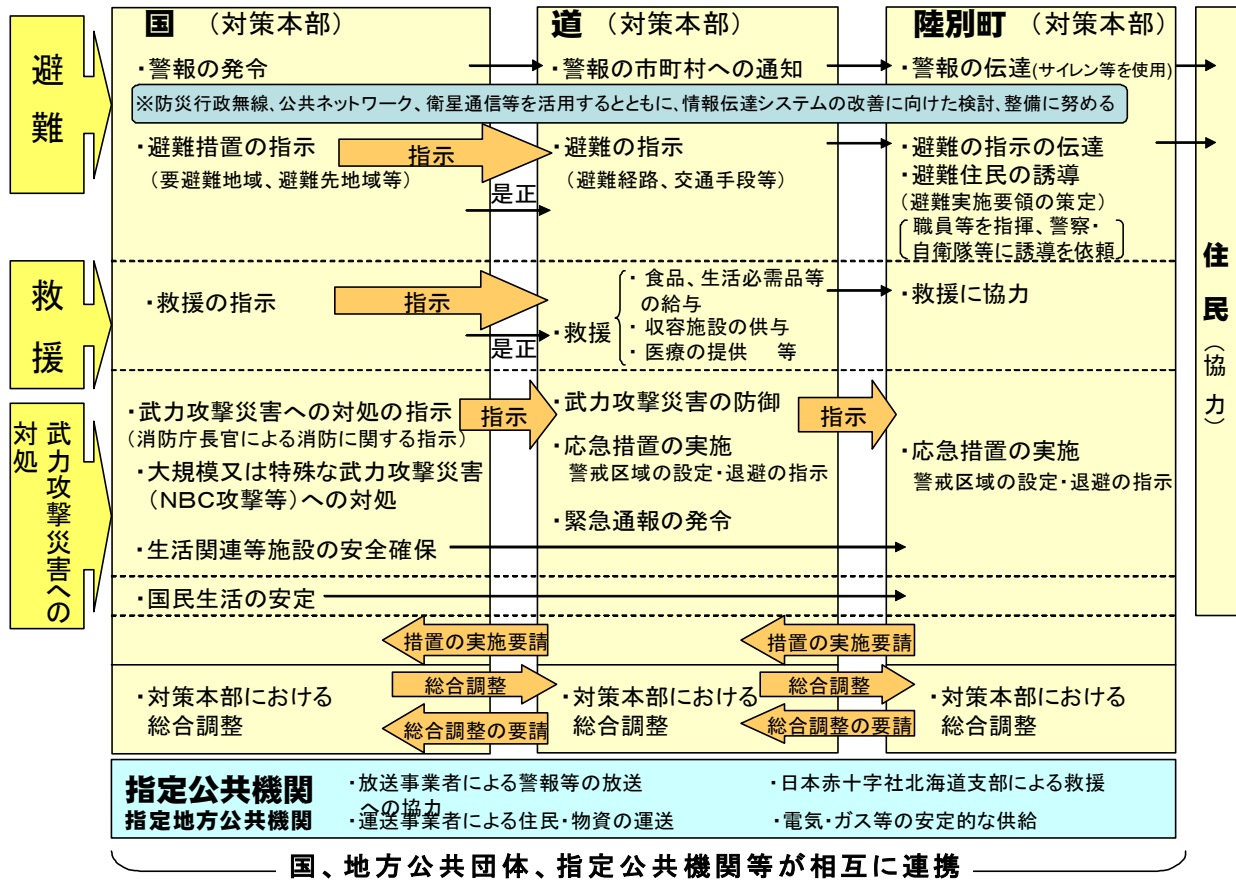 国 (対策本部)
道 (対策本部)
陸別町 (対策本部)
避難
・警報の発令
・警報の市町村への通知
・警報の伝達(サイレン等を使用)
※防災行政無線、公共ネットワーク、衛星通信等を活用するとともに、情報伝達システムの改善に向けた検討、整備に努める
・避難措置の指示
(要避難地域、避難先地域等)
指示
是正
・避難の指示
(避難経路、交通手段等)
・避難の指示の伝達
・避難住民の誘導
(避難実施要領の策定)
職員等を指揮、警察・
自衛隊等に誘導を依頼
住民(協力)
救援
・救援の指示
指示
是正
・救援
・食品、生活必需品等
の給与
・収容施設の供与
・医療の提供 等
・救援に協力
武力攻撃災害への
対処
・武力攻撃災害への対処の指示
(消防庁長官による消防に関する指示)
・大規模又は特殊な武力攻撃災害
(NBC攻撃等)への対処
指示
・武力攻撃災害の防御
・応急措置の実施
警戒区域の設定・退避の指示
・緊急通報の発令
指示
・応急措置の実施
警戒区域の設定・退避の指示
・生活関連等施設の安全確保
・国民生活の安定
措置の実施要請
措置の実施要請
・対策本部における
総合調整
総合調整
総合調整の要請
・対策本部における
総合調整
総合調整
総合調整の要請
・対策本部における
総合調整
指定公共機関
指定地方公共機関
・放送事業者による警報等の放送
への協力
・運送事業者による住民・物資の運送
・日本赤十字社北海道支部による救援
・電気・ガス等の安定的な供給
国、地方公共団体、指定公共機関等が相互に連携